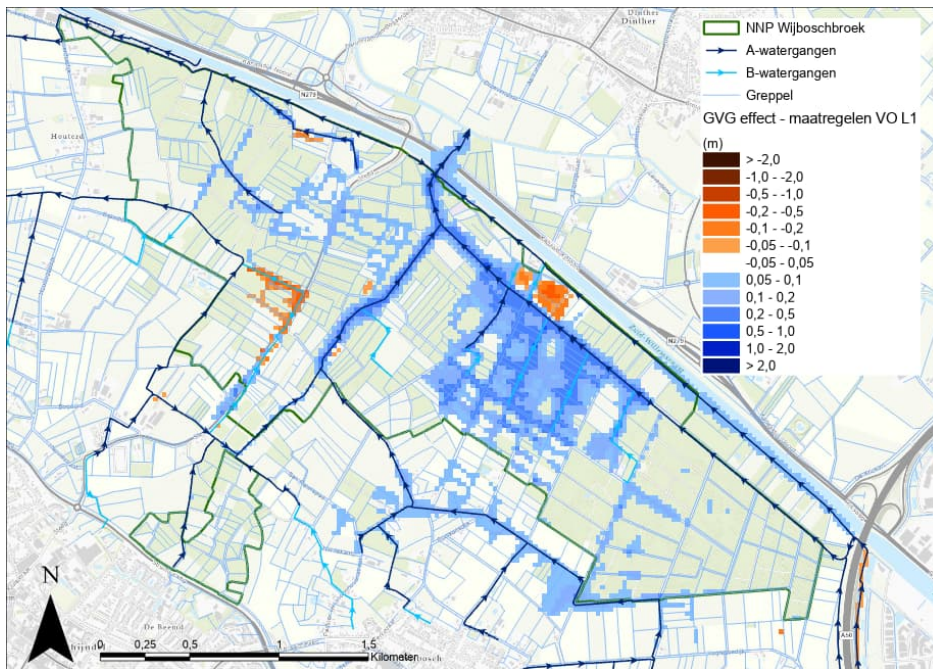 Dinther
Dinther
NNP Wijboschbroek
A-watergangen
B-watergangen
Greppel
GVG effect - maatregelen VO L1
(m)
> -2,0
-1,0 - -2,0
-0,5 - -1,0
-0,2 - -0,5
-0,1 - -0,2
-0,05 - -0,1
-0,05 - 0,05
0,05 - 0,1
0,1 - 0,2
0,2 - 0,5
0,5 - 1,0
1,0 - 2,0
> 2,0
N279
N279
A50
De Beemd
N
0
0,25
0,5
1
1,5
Kilometer